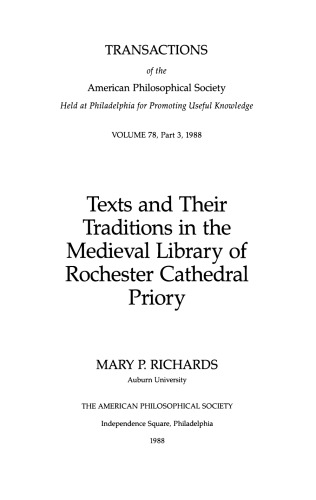 TRANSACTIONS
of the
American Philosophical Society
Held at Philadelphia for Promoting Useful Knowledge
VOLUME 78, Part 3, 1988
Texts and Their
Traditions in the
Medieval Library of
Rochester Cathedral
Priory
MARY P. RICHARDS
Auburn University
THE AMERICAN PHILOSOPHICAL SOCIETY
Independence Square, Philadelphia
1988